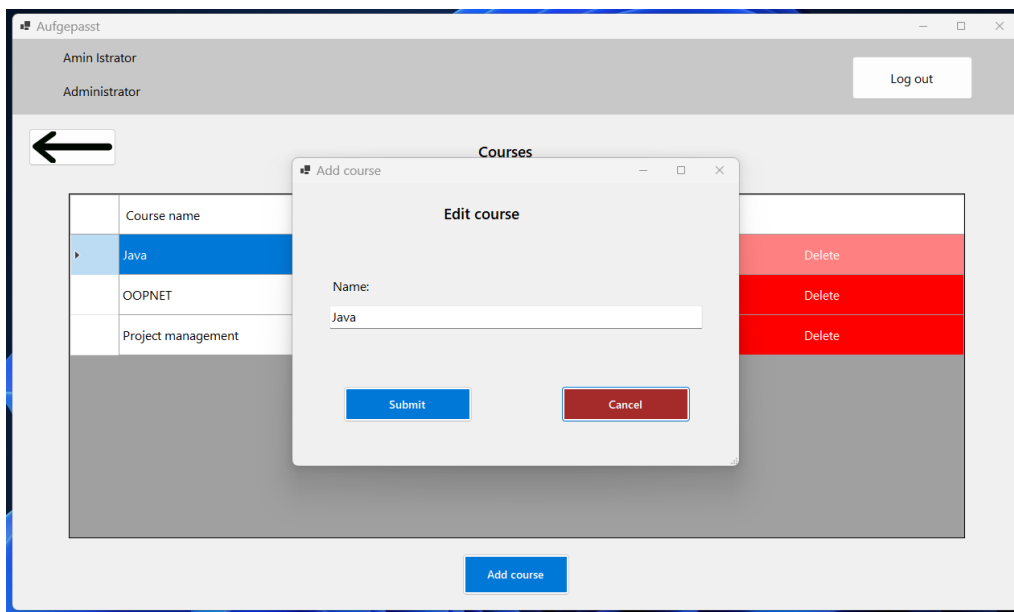 Aufgepasst
Amin Istrator
Administrator
Log out
Courses
Add course
Edit course
Course name
Java
Delete
Name:
OOPNET
Delete
Java
Project management
Delete
Submit
Cancel
Add course